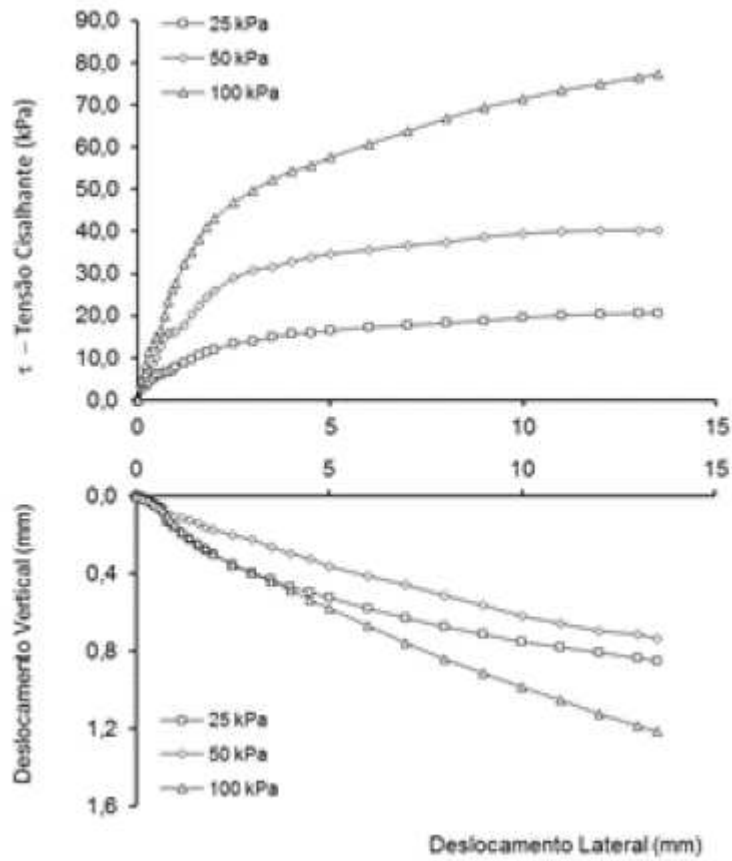 90,0
80,0
70,0
60,0
50,0
40,0
30,0
20,0
10,0
0,0
25 kPa
50 kPa
100 kPa
τ – Tensão Cisalhante (kPa)
0 5 10 15
0 5 10 15
0,0
0,4
0,8
1,2
1,6
Deslocamento Vertical (mm)
25 kPa
50 kPa
100 kPa
Deslocamento Lateral (mm)